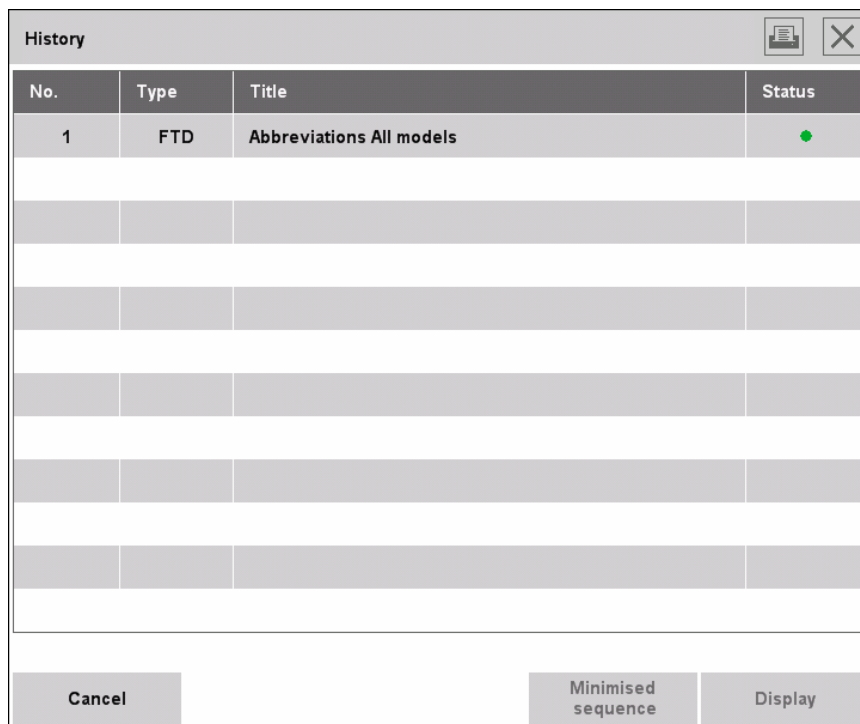 History
No. Type Title Status
1 FTD Abbreviations All models
Cancel
Minimised
sequence
Display